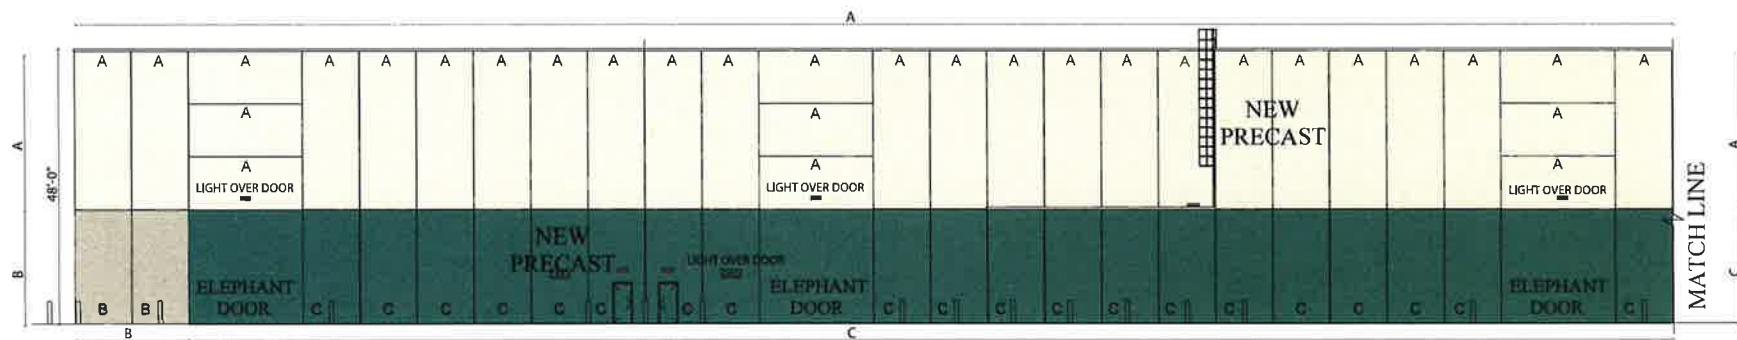 A
A A A A A A A A A A A A A A A A A A A A A A A A A
A A A
NEW
PRECAST
A A A
LIGHT OVER DOOR LIGHT OVER DOOR LIGHT OVER DOOR
A
48'-0"
A
B
C
MATCH LINE
NEW
PRECAST
LIGHT OVER DOOR
ELEPHANT
DOOR
ELEPHANT
DOOR
ELEPHANT
DOOR
B B C C C C C C C C C C C C C C C C C C C C
B
C